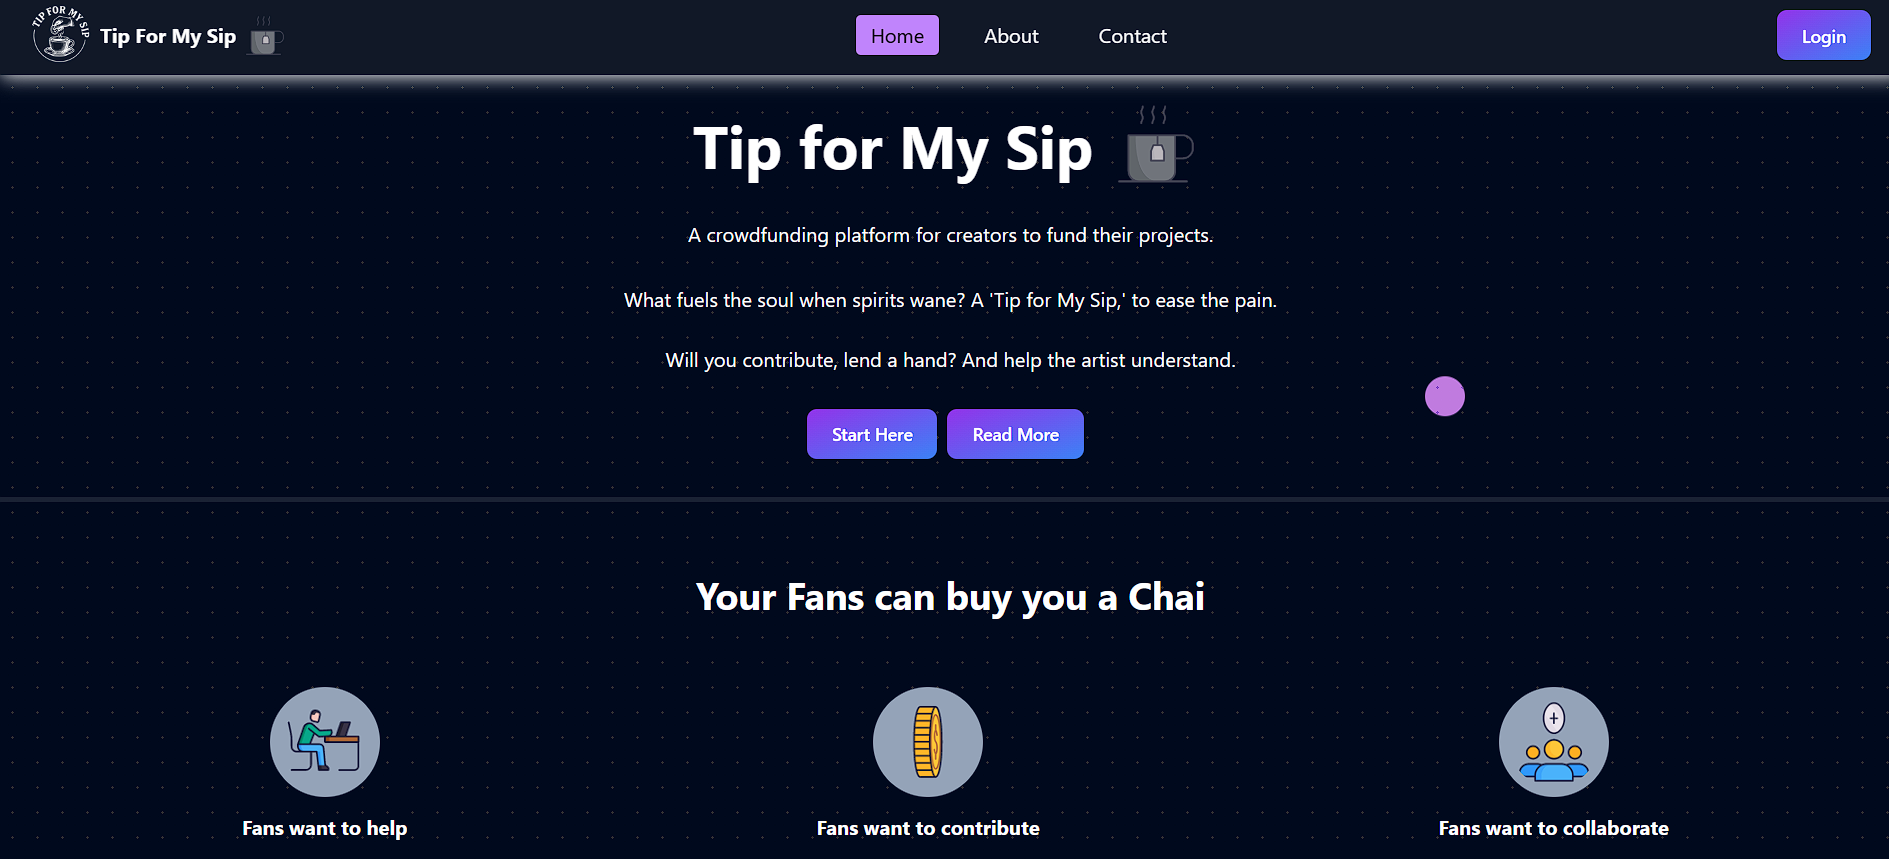 TIP FOR MY SIP
Tip For My Sip
Home
About
Contact
Login
Tip for My Sip
A crowdfunding platform for creators to fund their projects.
What fuels the soul when spirits wane? A 'Tip for My Sip,' to ease the pain.
Will you contribute, lend a hand? And help the artist understand.
Start Here
Read More
Your Fans can buy you a Chai
Fans want to help
Fans want to contribute
Fans want to collaborate